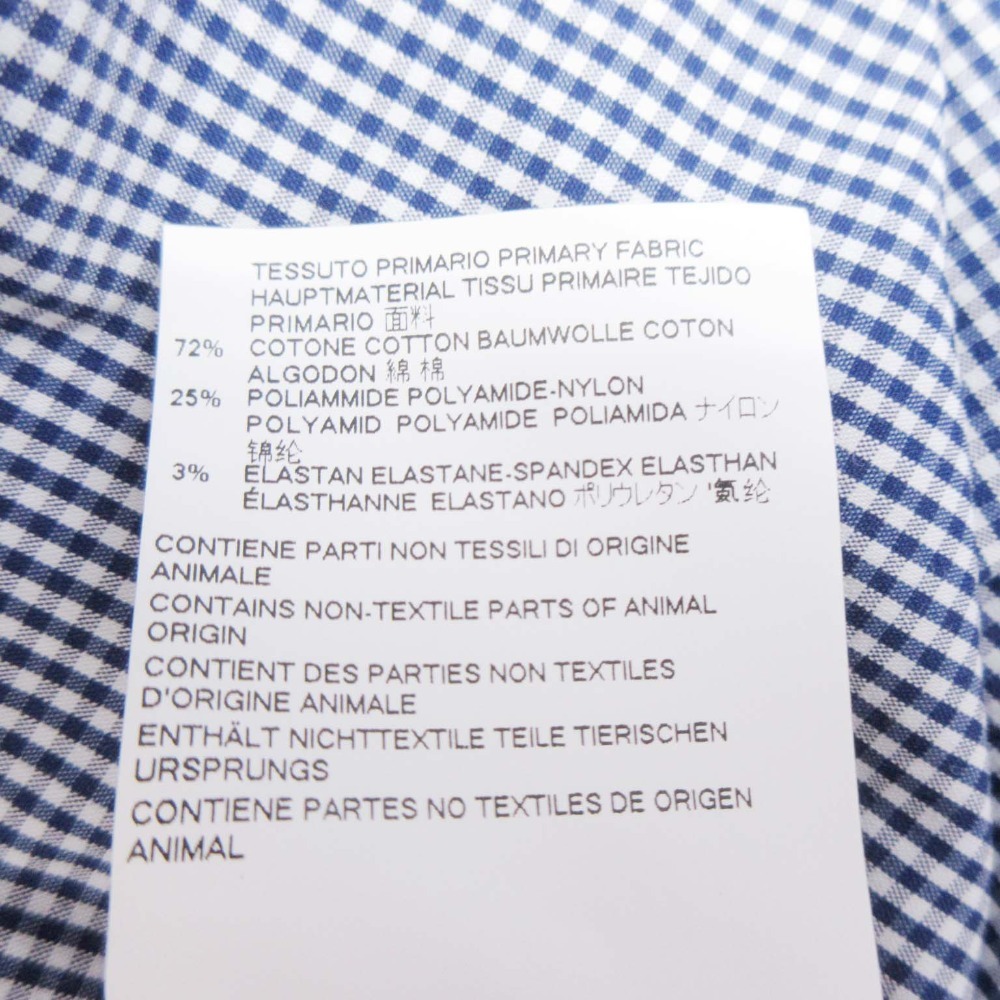 TESSUTO PRIMARIO PRIMARY FABRIC
HAUPTMATERIAL TISSU PRIMAIRE TEJIDO
PRIMARIO 面料
72% COTONE COTTON BAUMWOLLE COTON
ALGODON 綿 棉
25% POLIAMMIDE POLYAMIDE-NYLON
POLYAMID POLYAMIDE POLIAMIDA ナイロン
锦纶
3% ELASTAN ELASTANE-SPANDEX ELASTHAN
ÉLASTHANNE ELASTANO ポリウレタン '氨纶
CONTIENE PARTI NON TESSILI DI ORIGINE
ANIMALE
CONTAINS NON-TEXTILE PARTS OF ANIMAL
ORIGIN
CONTIENT DES PARTIES NON TEXTILES
D'ORIGINE ANIMALE
ENTHÄLT NICHTTEXTILE TEILE TIERISCHEN
URSPRUNGS
CONTIENE PARTES NO TEXTILES DE ORIGEN
ANIMAL